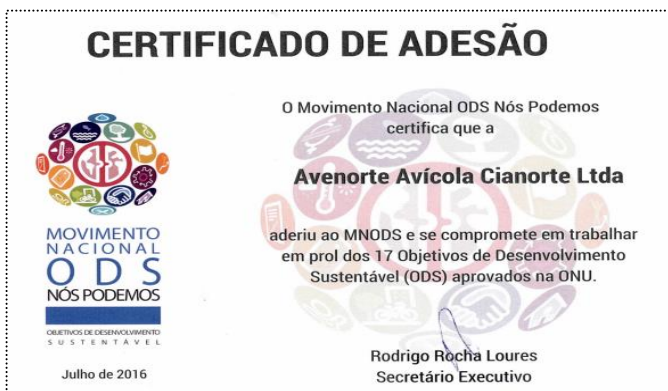 CERTIFICADO DE ADESÃO
O Movimento Nacional ODS Nós Podemos
certifica que a
Avenorte Avícola Cianorte Ltda
aderiu ao MNODS e se compromete em trabalhar
em prol dos 17 Objetivos de Desenvolvimento
Sustentável (ODS) aprovados na ONU.
Rodrigo Rocha Loures
Secretário Executivo
MOVIMENTO
NACIONAL
ODS
NÓS PODEMOS
OBJETIVOS DE DESENVOLVIMENTO
SUSTENTÁVEL
Julho de 2016